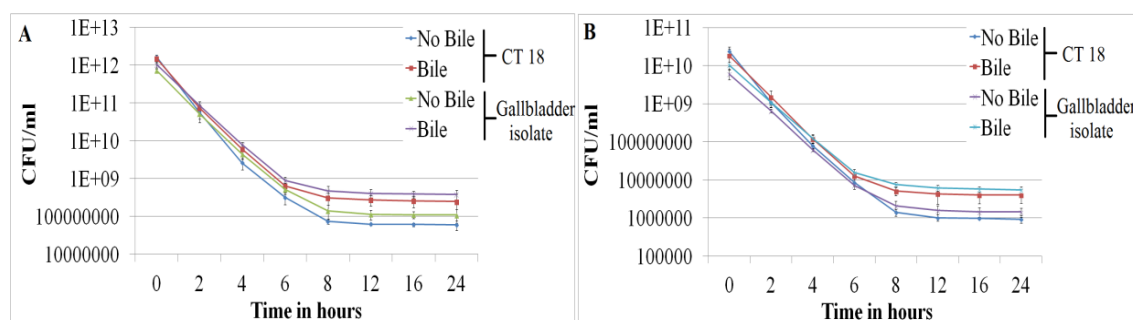 A
1E+13
1E+12
1E+11
1E+10
1E+09
100000000
10000000
CFU/ml
0 2 4 6 8 12 16 24
Time in hours
No Bile
Bile
CT 18
No Bile
Bile
Gallbladder
isolate
B
1E+11
1E+10
1E+09
100000000
10000000
1000000
100000
CFU/ml
0 2 4 6 8 12 16 24
Time in hours
No Bile
Bile
CT 18
No Bile
Bile
Gallbladder
isolate